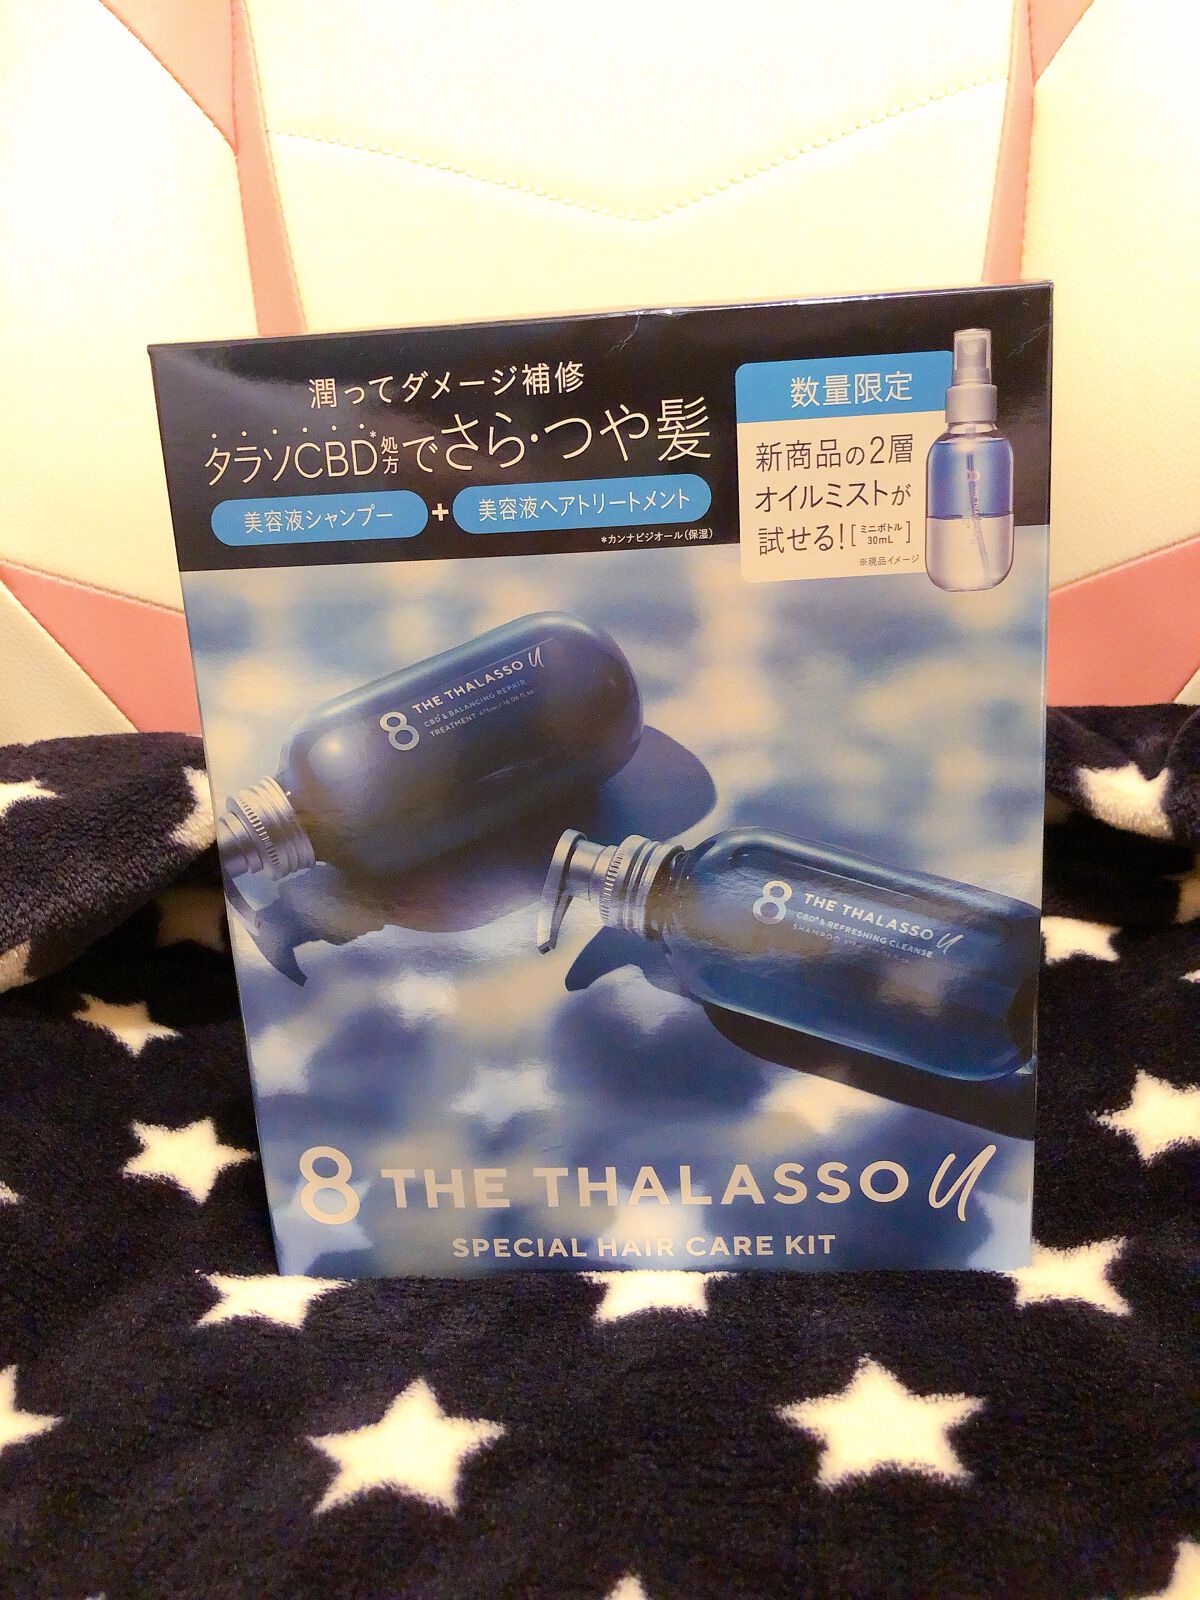 潤ってダメージ補修
タラソCBD*処方でさら・つや髪
美容液シャンプー + 美容液ヘアトリートメント
*カンナビジオール(保湿)
数量限定
新商品の2層
オイルミストが
試せる![ミニボトル 30mL]
※現品イメージ
8 THE THALASSO u
CBD* & BALANCING REPAIR
TREATMENT 475mL / 16.06 fl.oz.
8 THE THALASSO u
CBD* & REFRESHING CLEANSE
SHAMPOO
8 THE THALASSO u
SPECIAL HAIR CARE KIT